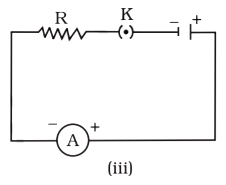 R K − +
− A +
(iii)